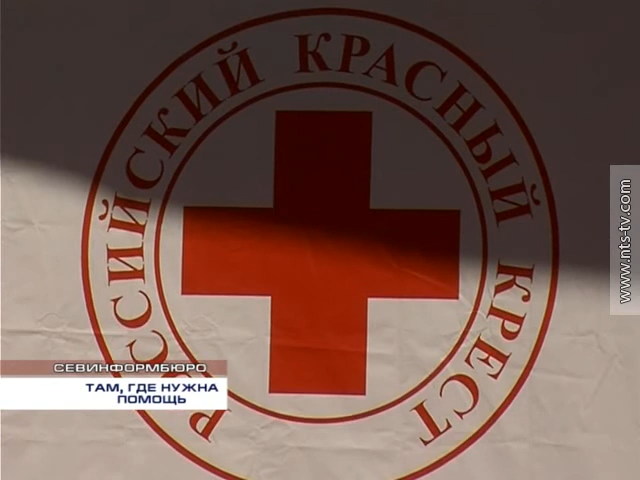 РОССИЙСКИЙ КРАСНЫЙ КРЕСТ
www.nts-tv.com
СЕВИНФОРМБЮРО
ТАМ, ГДЕ НУЖНА
ПОМОЩЬ